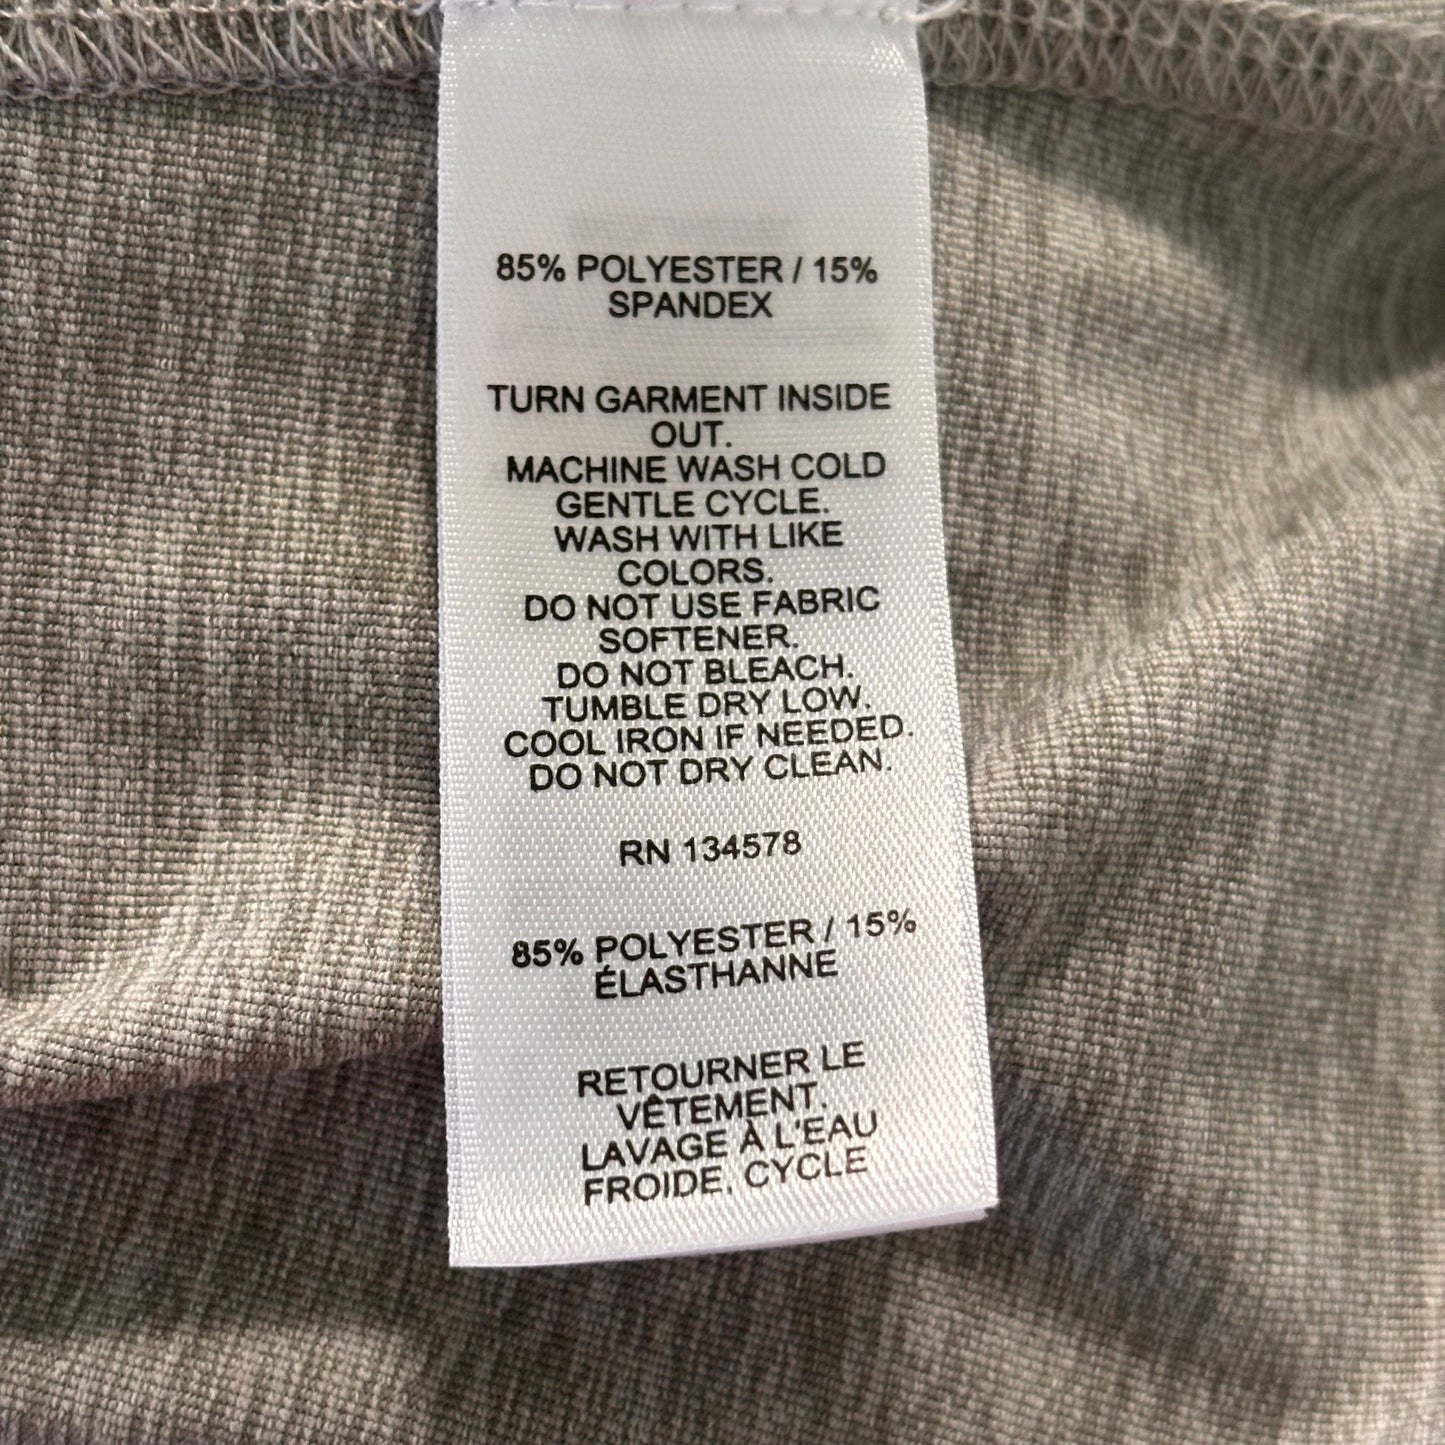 85% POLYESTER / 15%
SPANDEX
TURN GARMENT INSIDE
OUT.
MACHINE WASH COLD
GENTLE CYCLE.
WASH WITH LIKE
COLORS.
DO NOT USE FABRIC
SOFTENER.
DO NOT BLEACH.
TUMBLE DRY LOW.
COOL IRON IF NEEDED.
DO NOT DRY CLEAN.
RN 134578
85% POLYESTER / 15%
ÉLASTHANNE
RETOURNER LE
VÊTEMENT.
LAVAGE À L'EAU
FROIDE, CYCLE